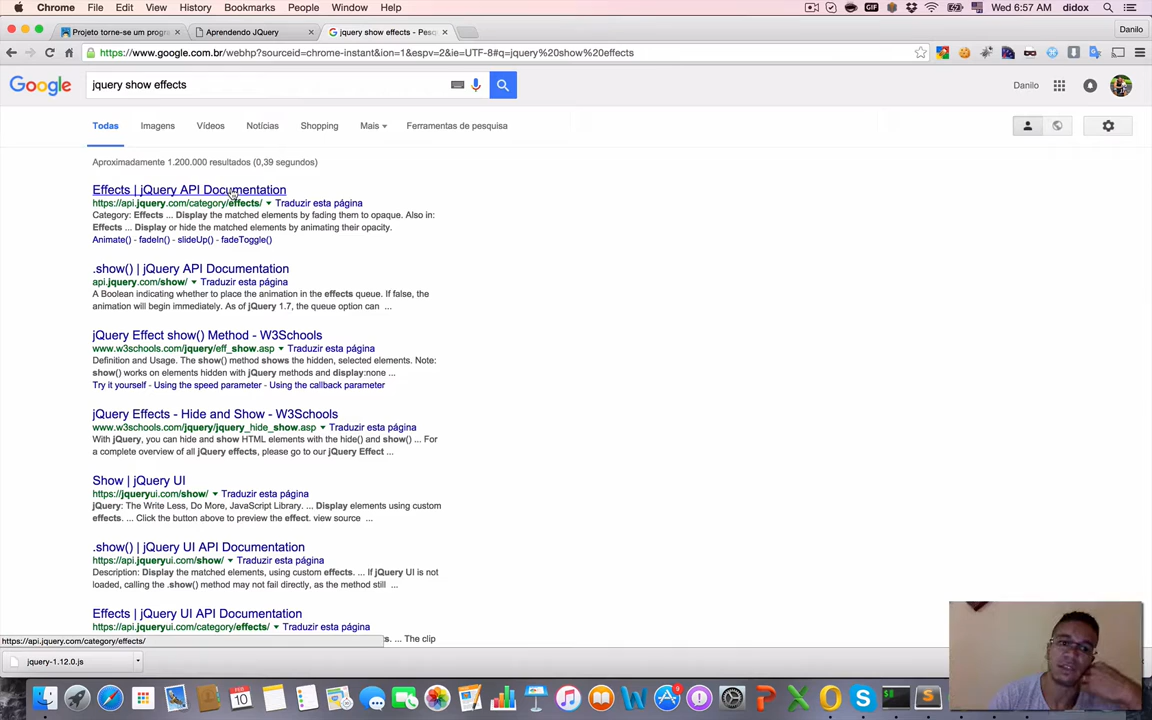 Chrome File Edit View History Bookmarks People Window Help
GIF Wed 6:57 AM didox
Projeto torne-se um progra Aprendendo JQuery jquery show effects - Pesq Danilo
https://www.google.com.br/webhp?sourceid=chrome-instant&ion=1&espv=2&ie=UTF-8#q=jquery%20show%20effects
Google jquery show effects Danilo
Todas Imagens Vídeos Notícias Shopping Mais Ferramentas de pesquisa
Aproximadamente 1.200.000 resultados (0,39 segundos)
Effects | jQuery API Documentation
https://api.jquery.com/category/effects/ Traduzir esta página
Category: Effects ... Display the matched elements by fading them to opaque. Also in:
Effects ... Display or hide the matched elements by animating their opacity.
Animate() - fadeIn() - slideUp() - fadeToggle()
.show() | jQuery API Documentation
api.jquery.com/show/ Traduzir esta página
A Boolean indicating whether to place the animation in the effects queue. If false, the
animation will begin immediately. As of jQuery 1.7, the queue option can ...
jQuery Effect show() Method - W3Schools
www.w3schools.com/jquery/eff_show.asp Traduzir esta página
Definition and Usage. The show() method shows the hidden, selected elements. Note:
show() works on elements hidden with jQuery methods and display:none ...
Try it yourself - Using the speed parameter - Using the callback parameter
jQuery Effects - Hide and Show - W3Schools
www.w3schools.com/jquery/jquery_hide_show.asp Traduzir esta página
With jQuery, you can hide and show HTML elements with the hide() and show() ... For
a complete overview of all jQuery effects, please go to our jQuery Effect ...
Show | jQuery UI
https://jqueryui.com/show/ Traduzir esta página
jQuery: The Write Less, Do More, JavaScript Library. ... Display elements using custom
effects. ... Click the button above to preview the effect. view source ...
.show() | jQuery UI API Documentation
https://api.jqueryui.com/show/ Traduzir esta página
Description: Display the matched elements, using custom effects. ... If jQuery UI is not
loaded, calling the .show() method may not fail directly, as the method still ...
Effects | jQuery UI API Documentation
https://api.jqueryui.com/category/effects/ Traduzir esta página
ts. ... The clip
https://api.jquery.com/category/effects/
jquery-1.12.0.js